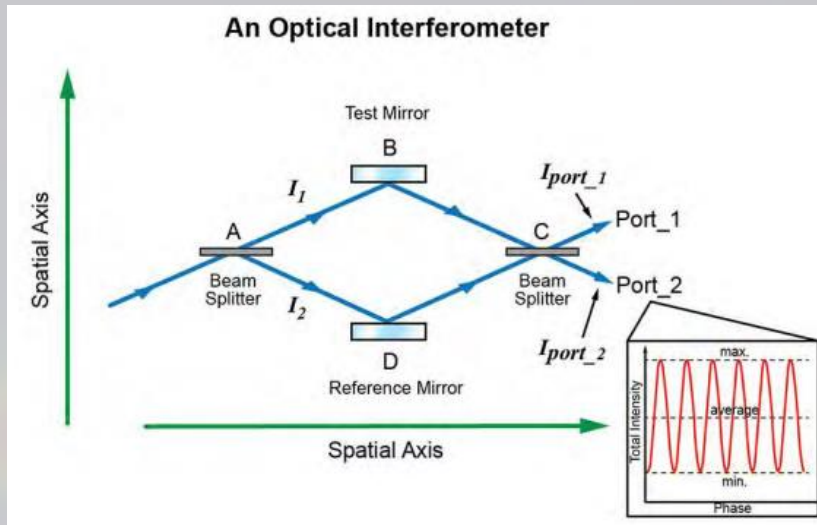 An Optical Interferometer
Spatial Axis
Test Mirror
B
I1
Iport_1
Port_1
A
C
Beam
Splitter
Beam
Splitter
Port_2
I2
Iport_2
D
Reference Mirror
Spatial Axis
Total Intensity
max.
average
min.
Phase